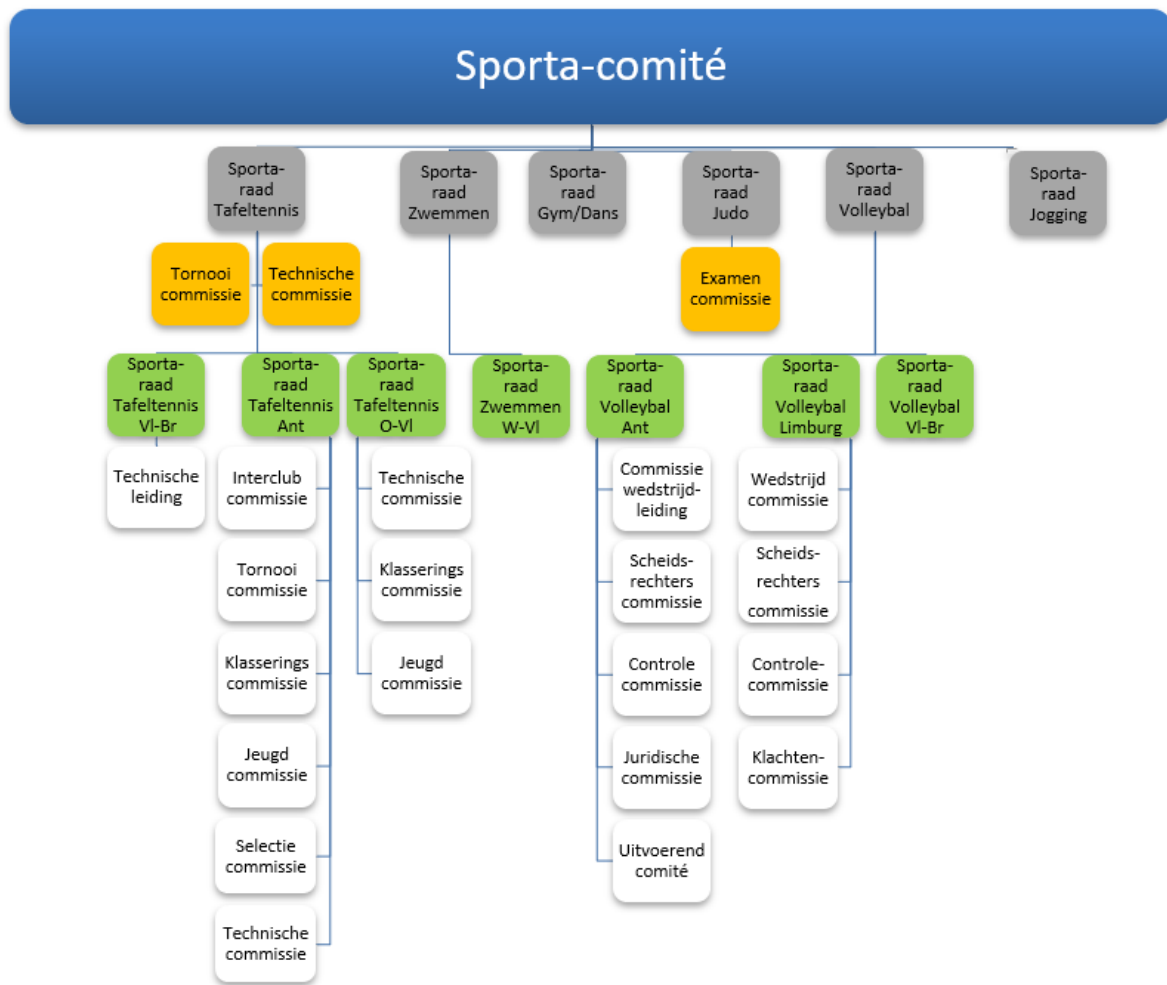 Sporta-comité
Sporta-
raad
Tafeltennis
Sporta-
raad
Zwemmen
Sporta-
raad
Gym/Dans
Sporta-
raad
Judo
Sporta-
raad
Volleybal
Sporta-
raad
Jogging
Tornooi
commissie
Technische
commissie
Examen
commissie
Sporta-
raad
Tafeltennis
Vl-Br
Sporta-
raad
Tafeltennis
Ant
Sporta-
raad
Tafeltennis
O-Vl
Sporta-
raad
Zwemmen
W-Vl
Sporta-
raad
Volleybal
Ant
Sporta-
raad
Volleybal
Limburg
Sporta-
raad
Volleybal
Vl-Br
Technische
leiding
Interclub
commissie
Tornooi
commissie
Klasserings
commissie
Jeugd
commissie
Selectie
commissie
Technische
commissie
Technische
commissie
Klasserings
commissie
Jeugd
commissie
Commissie
wedstrijd-
leiding
Scheids-
rechters
commissie
Controle
commissie
Juridische
commissie
Uitvoerend
comité
Wedstrijd
commissie
Scheids-
rechters
commissie
Controle-
commissie
Klachten-
commissie